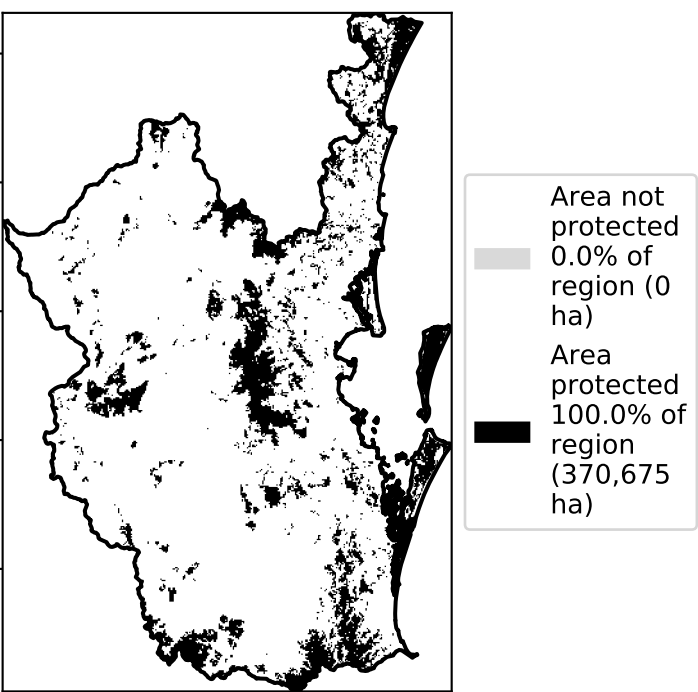 Area not
protected
0.0% of
region (0
ha)
Area
protected
100.0% of
region
(370,675
ha)